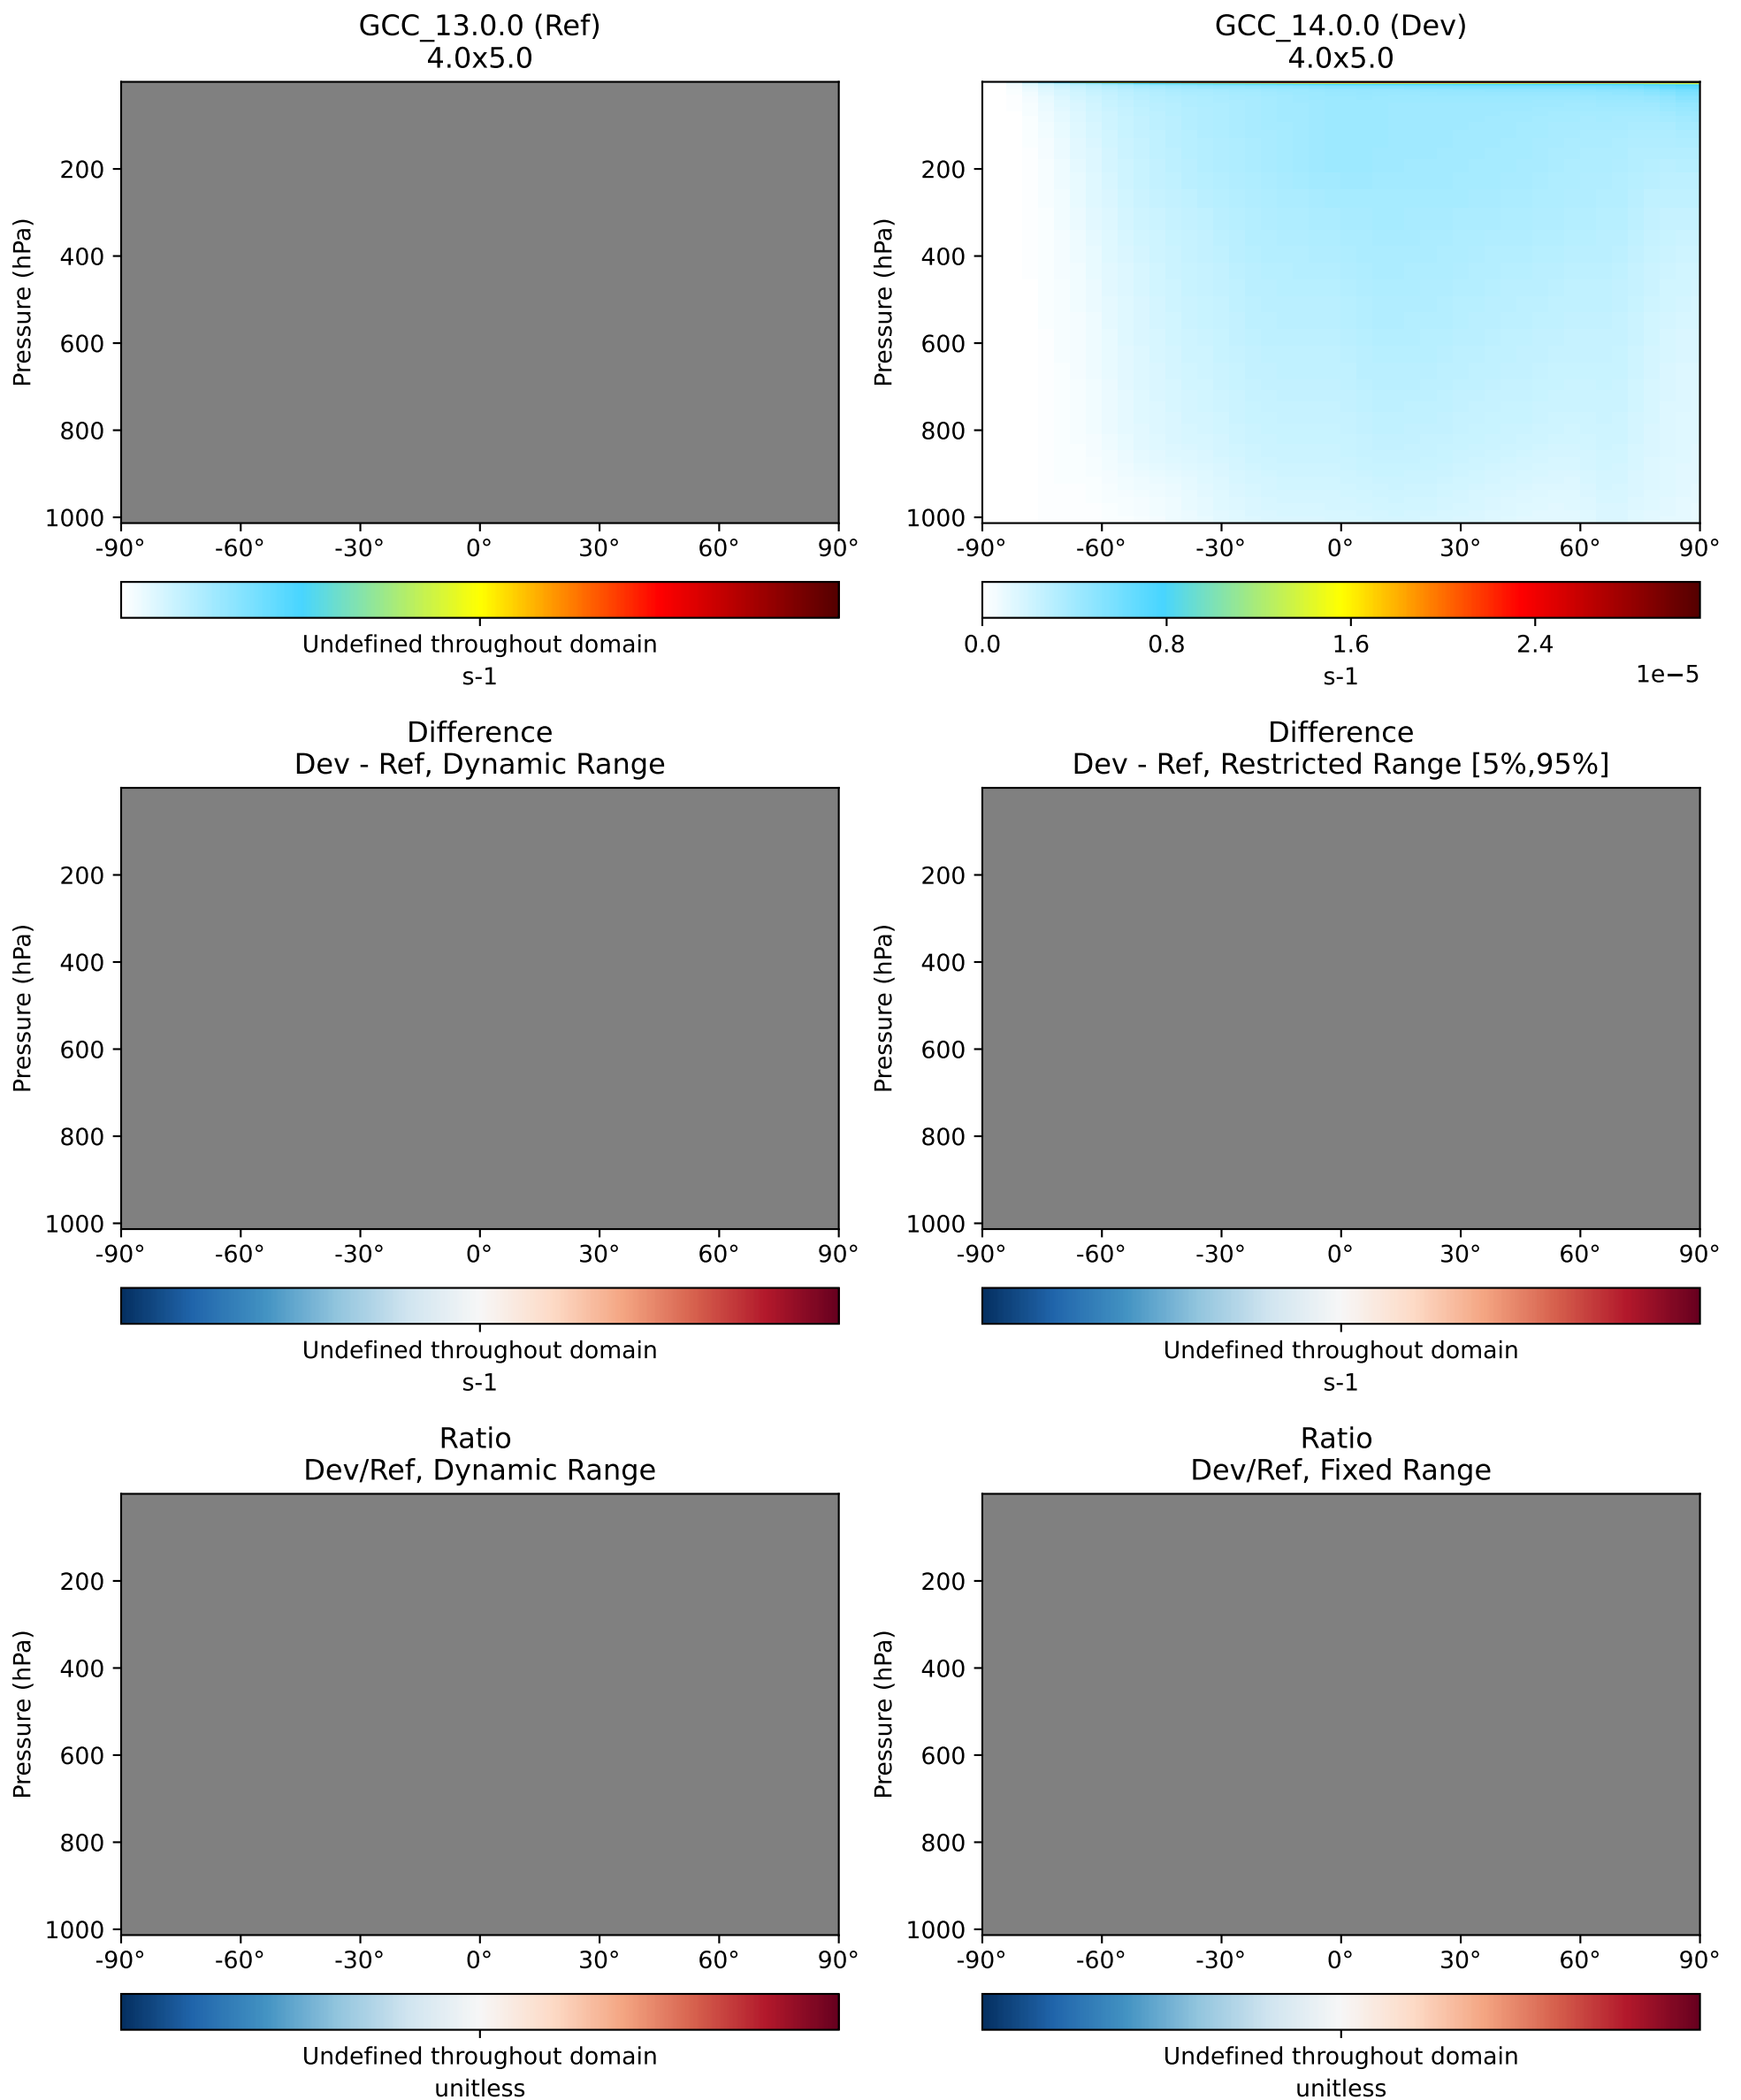 GCC_13.0.0 (Ref)
4.0x5.0
Pressure (hPa)
200
400
600
800
1000
-90° -60° -30° 0° 30° 60° 90°
Undefined throughout domain
s-1
GCC_14.0.0 (Dev)
4.0x5.0
Pressure (hPa)
200
400
600
800
1000
-90° -60° -30° 0° 30° 60° 90°
0.0 0.8 1.6 2.4
s-1
1e−5
Difference
Dev - Ref, Dynamic Range
Pressure (hPa)
200
400
600
800
1000
-90° -60° -30° 0° 30° 60° 90°
Undefined throughout domain
s-1
Difference
Dev - Ref, Restricted Range [5%,95%]
Pressure (hPa)
200
400
600
800
1000
-90° -60° -30° 0° 30° 60° 90°
Undefined throughout domain
s-1
Ratio
Dev/Ref, Dynamic Range
Pressure (hPa)
200
400
600
800
1000
-90° -60° -30° 0° 30° 60° 90°
Undefined throughout domain
unitless
Ratio
Dev/Ref, Fixed Range
Pressure (hPa)
200
400
600
800
1000
-90° -60° -30° 0° 30° 60° 90°
Undefined throughout domain
unitless